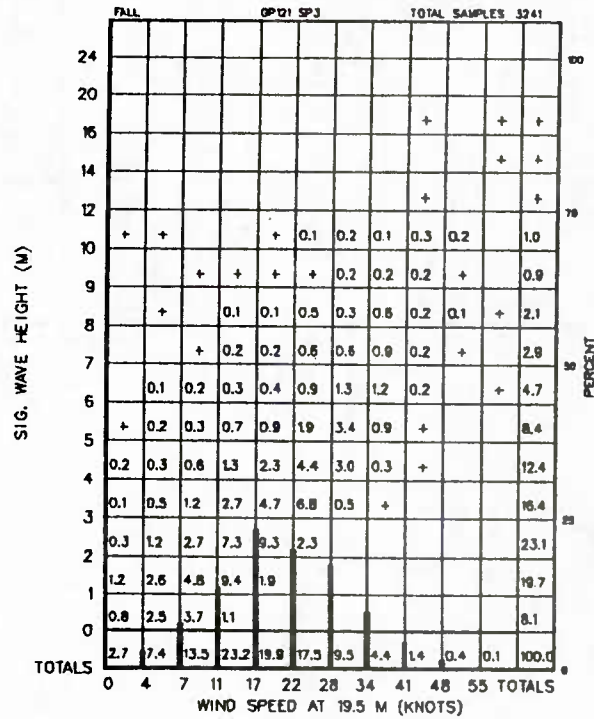 FALL GP121 SP3 TOTAL SAMPLES 3241
24 100
20
+ + +
16
+ +
14
+ +
12 75
+ + + 0.1 0.2 0.1 0.3 0.2 1.0
10
+ + + + 0.2 0.2 0.2 + 0.9
9
+ 0.1 0.1 0.5 0.3 0.6 0.2 0.1 + 2.1
8
+ 0.2 0.2 0.6 0.6 0.9 0.2 + 2.9
7 50
0.1 0.2 0.3 0.4 0.9 1.3 1.2 0.2 + 4.7
6
+ 0.2 0.3 0.7 0.9 1.9 3.4 0.9 + 8.4
5
0.2 0.3 0.6 1.3 2.3 4.4 3.0 0.3 + 12.4
4
0.1 0.5 1.2 2.7 4.7 6.8 0.5 + 16.4
3 25
0.3 1.2 2.7 7.3 9.3 2.3 23.1
2
1.2 2.6 4.6 9.4 1.9 19.7
1
0.8 2.5 3.7 1.1 8.1
0
2.7 7.4 13.5 23.2 19.9 17.5 9.5 4.4 1.4 0.4 0.1 100.0
TOTALS 0
0 4 7 11 17 22 28 34 41 48 55 TOTALS
WIND SPEED AT 19.5 M (KNOTS)
SIG. WAVE HEIGHT (M)
PERCENT